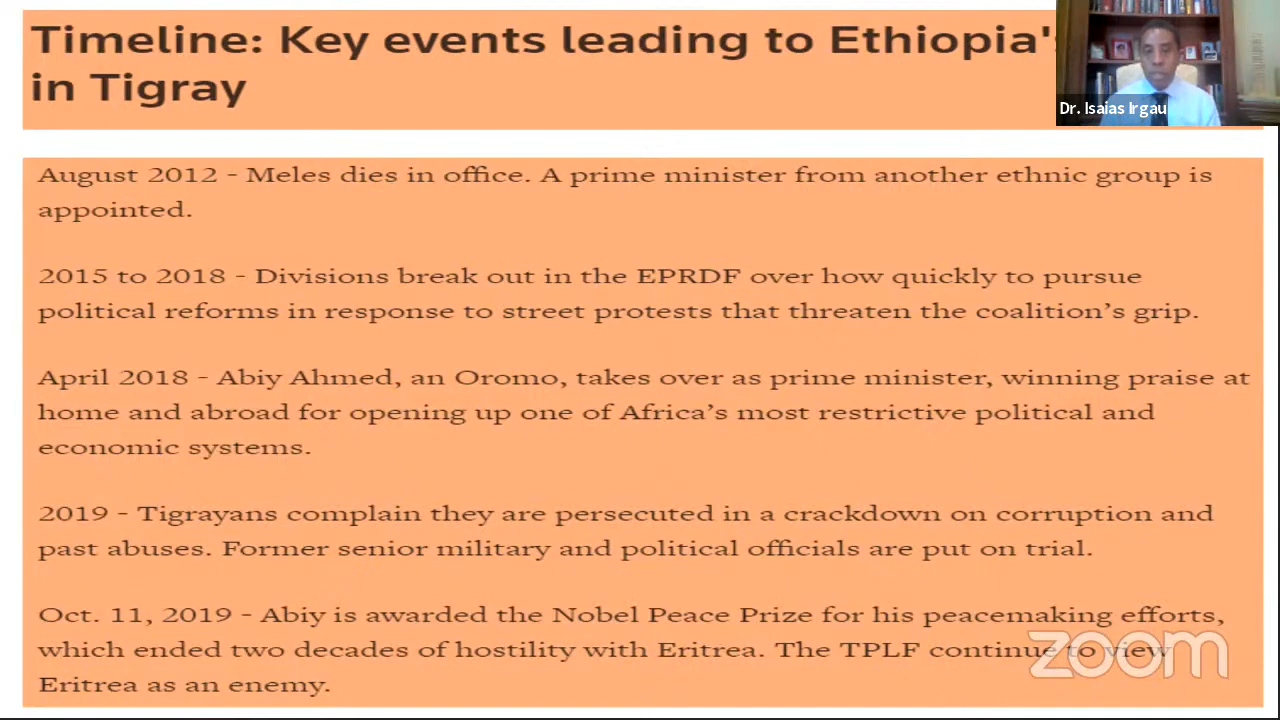 Timeline: Key events leading to Ethiopia's
in Tigray
Dr. Isaias Irgau
August 2012 - Meles dies in office. A prime minister from another ethnic group is
appointed.
2015 to 2018 - Divisions break out in the EPRDF over how quickly to pursue
political reforms in response to street protests that threaten the coalition’s grip.
April 2018 - Abiy Ahmed, an Oromo, takes over as prime minister, winning praise at
home and abroad for opening up one of Africa’s most restrictive political and
economic systems.
2019 - Tigrayans complain they are persecuted in a crackdown on corruption and
past abuses. Former senior military and political officials are put on trial.
Oct. 11, 2019 - Abiy is awarded the Nobel Peace Prize for his peacemaking efforts,
which ended two decades of hostility with Eritrea. The TPLF continue to view
Eritrea as an enemy.
zoom